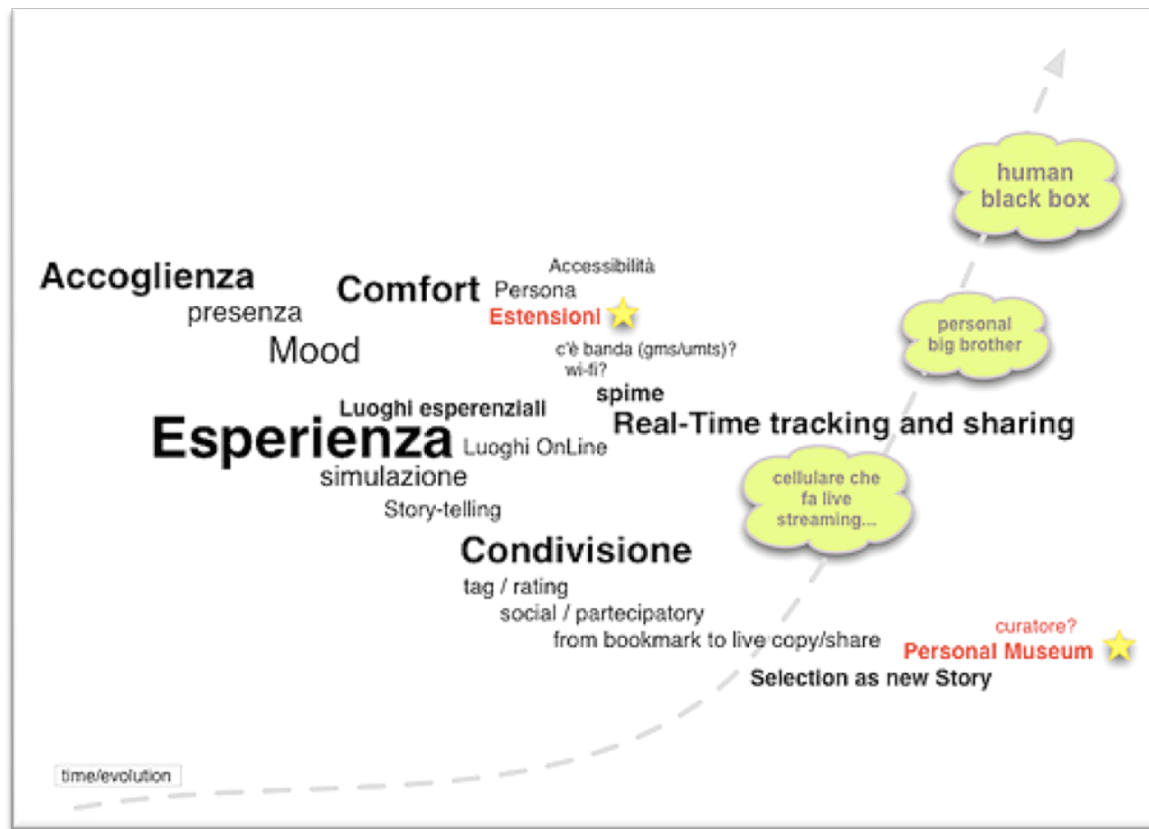 human
black box
Accoglienza
presenza
Mood
Comfort
Accessibilità
Persona
Estensioni
c'è banda (gms/umts)?
wi-fi?
spime
personal
big brother
Luoghi esperenziali
Esperienza
Luoghi OnLine
simulazione
Story-telling
Real-Time tracking and sharing
cellulare che
fa live
streaming...
Condivisione
tag / rating
social / partecipatory
from bookmark to live copy/share
curatore?
Personal Museum
Selection as new Story
time/evolution